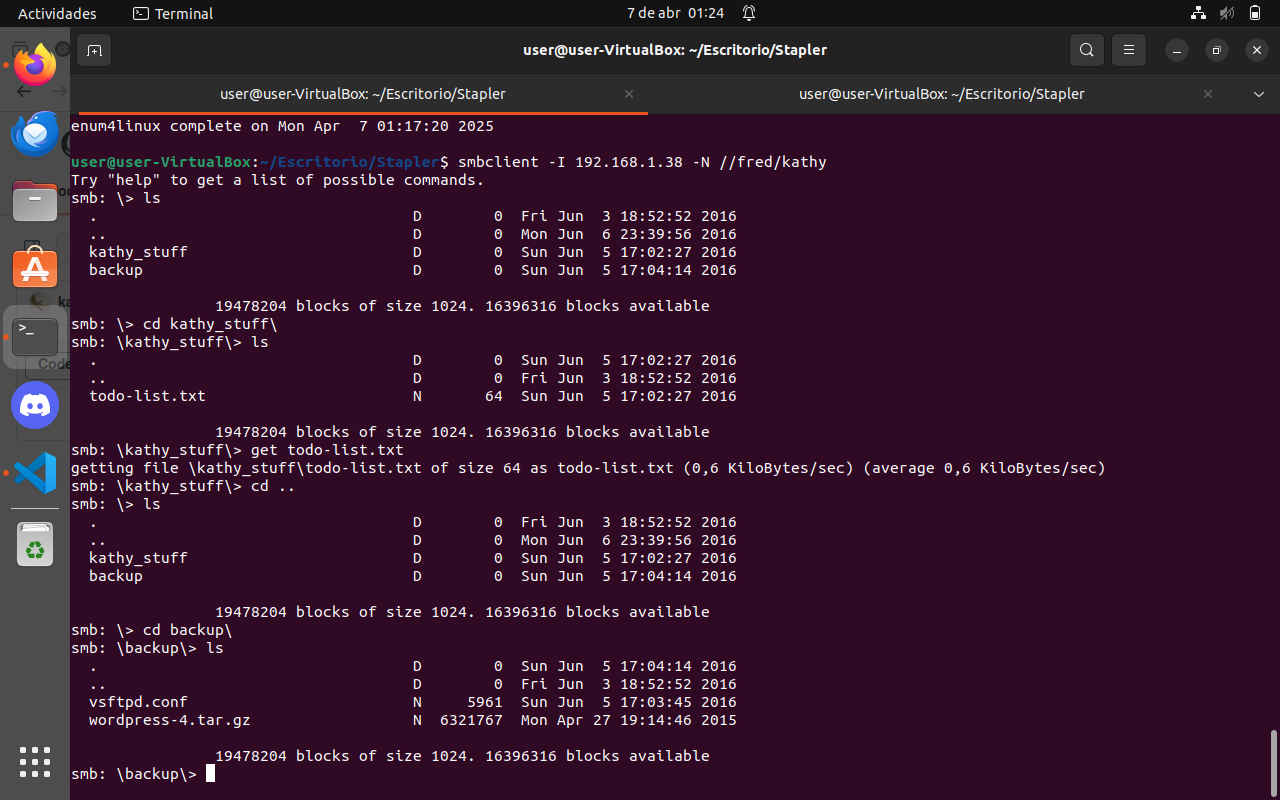 Actividades Terminal 7 de abr 01:24
user@user-VirtualBox: ~/Escritorio/Stapler
user@user-VirtualBox: ~/Escritorio/Stapler user@user-VirtualBox: ~/Escritorio/Stapler
enum4linux complete on Mon Apr  7 01:17:20 2025
user@user-VirtualBox:~/Escritorio/Stapler$ smbclient -I 192.168.1.38 -N //fred/kathy
Try "help" to get a list of possible commands.
smb: \> ls
  .                                   D        0  Fri Jun  3 18:52:52 2016
  ..                                  D        0  Mon Jun  6 23:39:56 2016
  kathy_stuff                         D        0  Sun Jun  5 17:02:27 2016
  backup                              D        0  Sun Jun  5 17:04:14 2016
                19478204 blocks of size 1024. 16396316 blocks available
smb: \> cd kathy_stuff\
smb: \kathy_stuff\> ls
  .                                   D        0  Sun Jun  5 17:02:27 2016
  ..                                  D        0  Fri Jun  3 18:52:52 2016
  todo-list.txt                       N       64  Sun Jun  5 17:02:27 2016
                19478204 blocks of size 1024. 16396316 blocks available
smb: \kathy_stuff\> get todo-list.txt
getting file \kathy_stuff\todo-list.txt of size 64 as todo-list.txt (0,6 KiloBytes/sec) (average 0,6 KiloBytes/sec)
smb: \kathy_stuff\> cd ..
smb: \> ls
  .                                   D        0  Fri Jun  3 18:52:52 2016
  ..                                  D        0  Mon Jun  6 23:39:56 2016
  kathy_stuff                         D        0  Sun Jun  5 17:02:27 2016
  backup                              D        0  Sun Jun  5 17:04:14 2016
                19478204 blocks of size 1024. 16396316 blocks available
smb: \> cd backup\
smb: \backup\> ls
  .                                   D        0  Sun Jun  5 17:04:14 2016
  ..                                  D        0  Fri Jun  3 18:52:52 2016
  vsftpd.conf                         N     5961  Sun Jun  5 17:03:45 2016
  wordpress-4.tar.gz                  N  6321767  Mon Apr 27 19:14:46 2015
                19478204 blocks of size 1024. 16396316 blocks available
smb: \backup\>